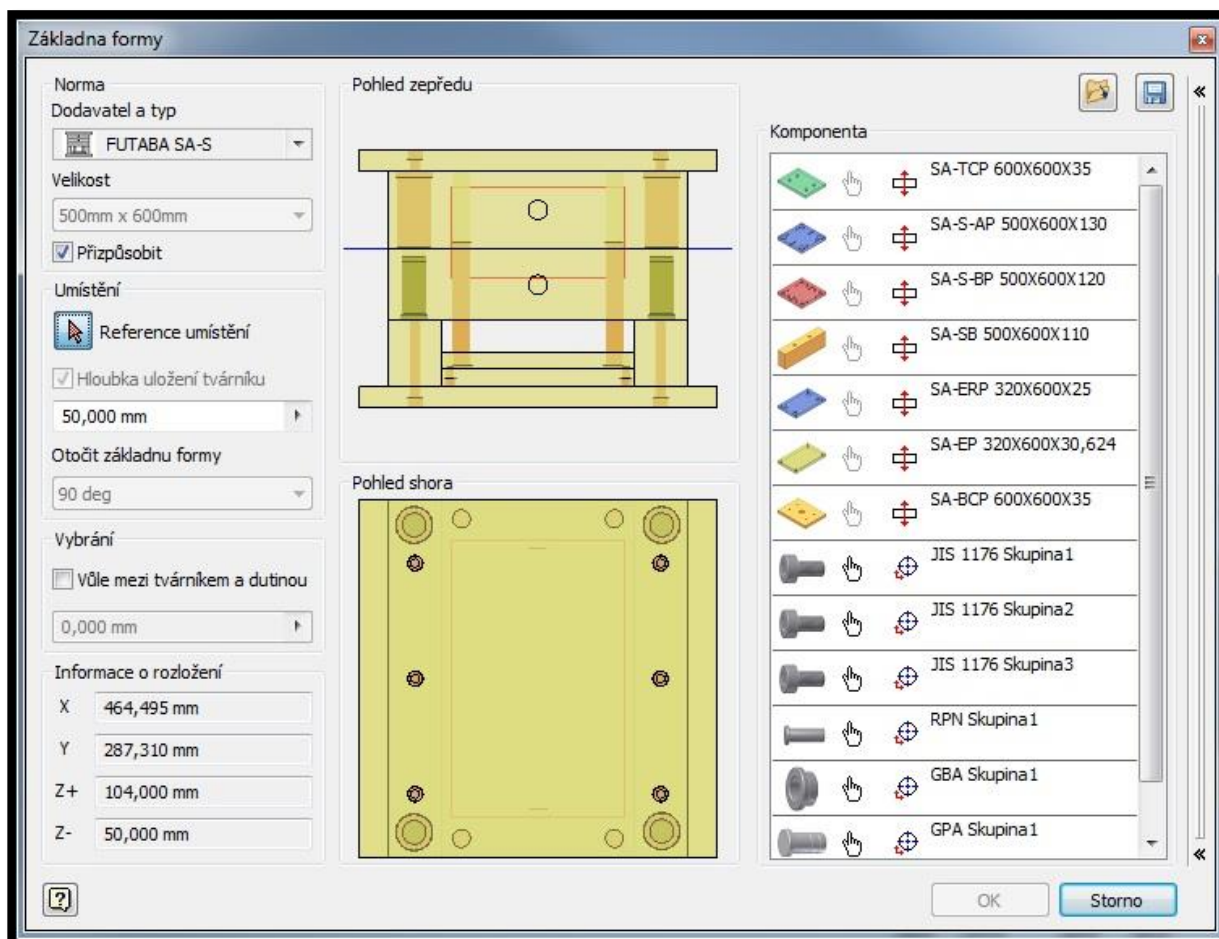 Základna formy
Norma
Dodavatel a typ
FUTABA SA-S
Velikost
500mm x 600mm
Přizpůsobit
Umístění
Reference umístění
Hloubka uložení tvárníku
50,000 mm
Otočit základnu formy
90 deg
Vybrání
Vůle mezi tvárníkem a dutinou
0,000 mm
Informace o rozložení
X 464,495 mm
Y 287,310 mm
Z+ 104,000 mm
Z- 50,000 mm
Pohled zepředu
Pohled shora
Komponenta
SA-TCP 600X600X35
SA-S-AP 500X600X130
SA-S-BP 500X600X120
SA-SB 500X600X110
SA-ERP 320X600X25
SA-EP 320X600X30,624
SA-BCP 600X600X35
JIS 1176 Skupina1
JIS 1176 Skupina2
JIS 1176 Skupina3
RPN Skupina1
GBA Skupina1
GPA Skupina1
OK
Storno